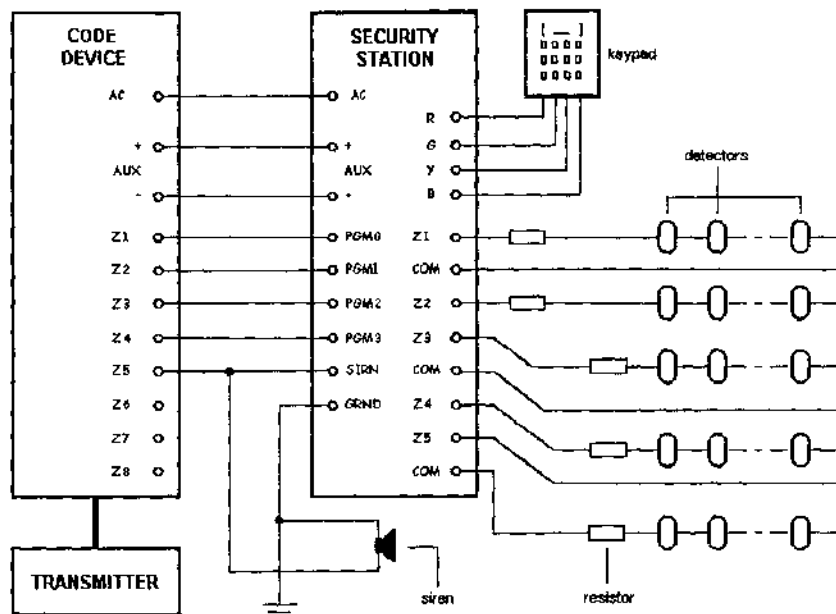 CODE
DEVICE
AC
+
AUX
-
Z1
Z2
Z3
Z4
Z5
Z6
Z7
Z8
TRANSMITTER
SECURITY
STATION
AC
+
AUX
+
PGM0
PGM1
PGM2
PGM3
SIRN
GRND
R
G
Y
B
Z1
COM
Z2
Z3
COM
Z4
Z5
COM
keypad
detectors
siren
resistor